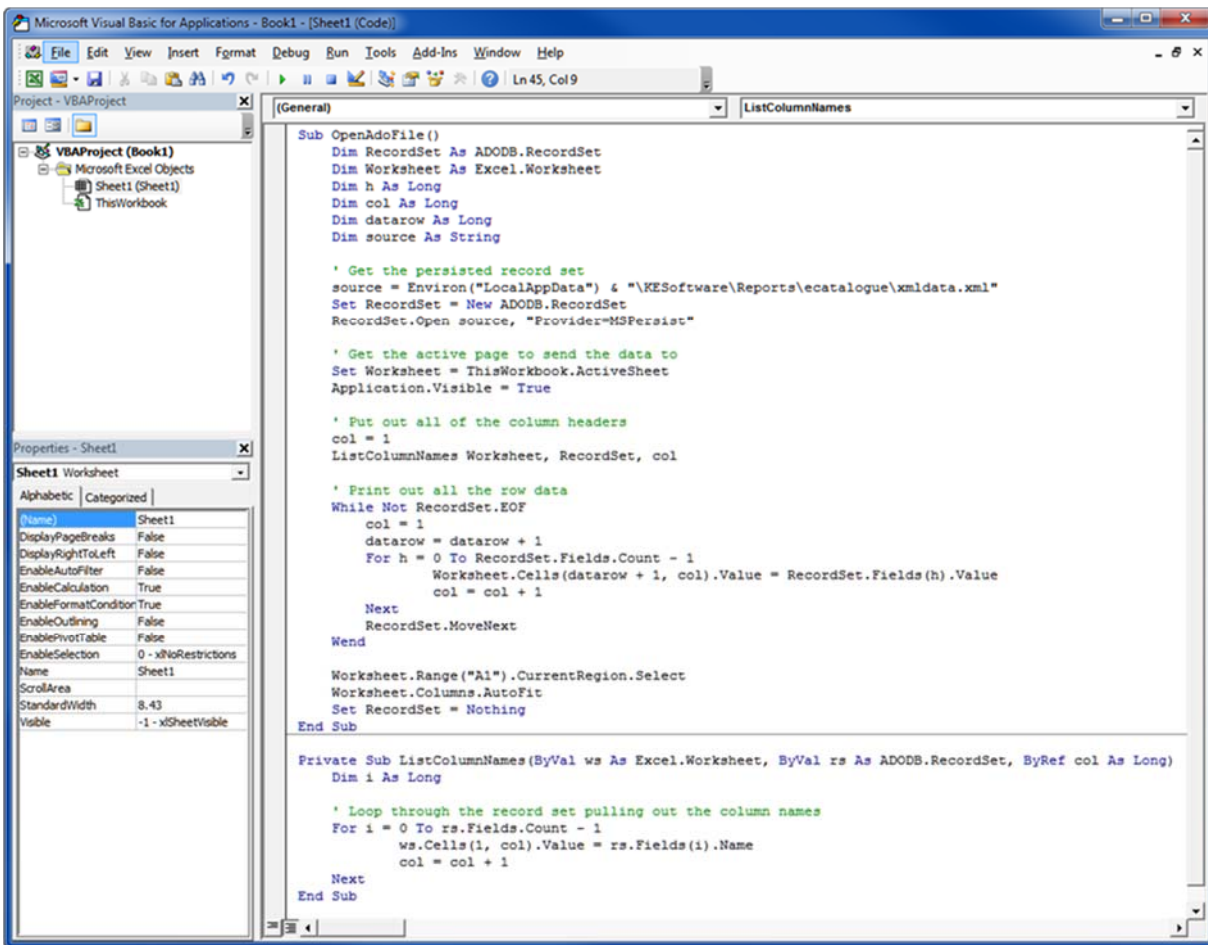 Microsoft Visual Basic for Applications - Book1 - [Sheet1 (Code)]
File Edit View Insert Format Debug Run Tools Add-Ins Window Help
Ln 45, Col 9
Project - VBAProject
VBAProject (Book1)
Microsoft Excel Objects
Sheet1 (Sheet1)
ThisWorkbook
Properties - Sheet1
Sheet1 Worksheet
Alphabetic Categorized
(Name) Sheet1
DisplayPageBreaks False
DisplayRightToLeft False
EnableAutoFilter False
EnableCalculation True
EnableFormatCondition True
EnableOutlining False
EnablePivotTable False
EnableSelection 0 - xlNoRestrictions
Name Sheet1
ScrollArea
StandardWidth 8.43
Visible -1 - xlSheetVisible
(General) ListColumnNames
Sub OpenAdoFile()
Dim RecordSet As ADODB.RecordSet
Dim Worksheet As Excel.Worksheet
Dim h As Long
Dim col As Long
Dim datarow As Long
Dim source As String
' Get the persisted record set
source = Environ("LocalAppData") & "\KESoftware\Reports\ecatalogue\xmldata.xml"
Set RecordSet = New ADODB.RecordSet
RecordSet.Open source, "Provider=MSPersist"
' Get the active page to send the data to
Set Worksheet = ThisWorkbook.ActiveSheet
Application.Visible = True
' Put out all of the column headers
col = 1
ListColumnNames Worksheet, RecordSet, col
' Print out all the row data
While Not RecordSet.EOF
col = 1
datarow = datarow + 1
For h = 0 To RecordSet.Fields.Count - 1
Worksheet.Cells(datarow + 1, col).Value = RecordSet.Fields(h).Value
col = col + 1
Next
RecordSet.MoveNext
Wend
Worksheet.Range("A1").CurrentRegion.Select
Worksheet.Columns.AutoFit
Set RecordSet = Nothing
End Sub
Private Sub ListColumnNames(ByVal ws As Excel.Worksheet, ByVal rs As ADODB.RecordSet, ByRef col As Long)
Dim i As Long
' Loop through the record set pulling out the column names
For i = 0 To rs.Fields.Count - 1
ws.Cells(1, col).Value = rs.Fields(i).Name
col = col + 1
Next
End Sub